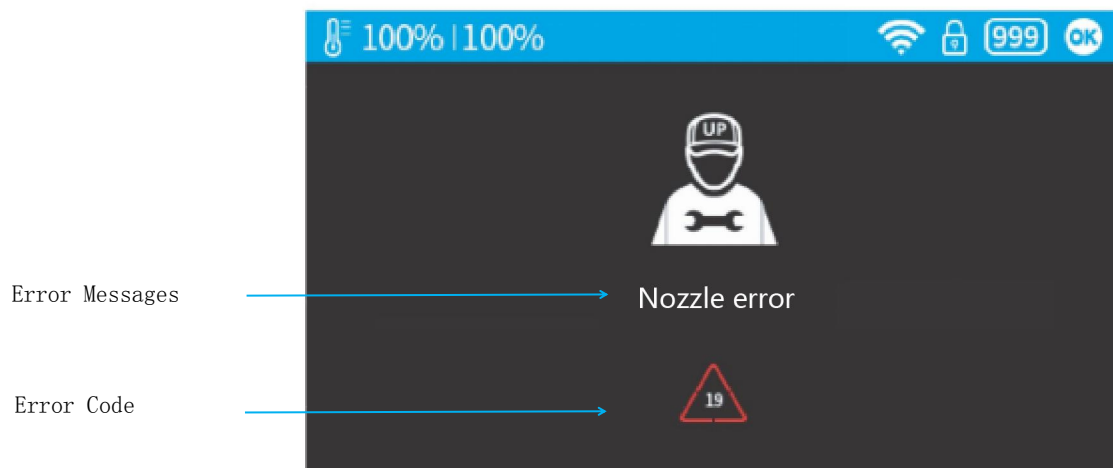 100% | 100%
999
OK
UP
Error Messages
Nozzle error
Error Code
19